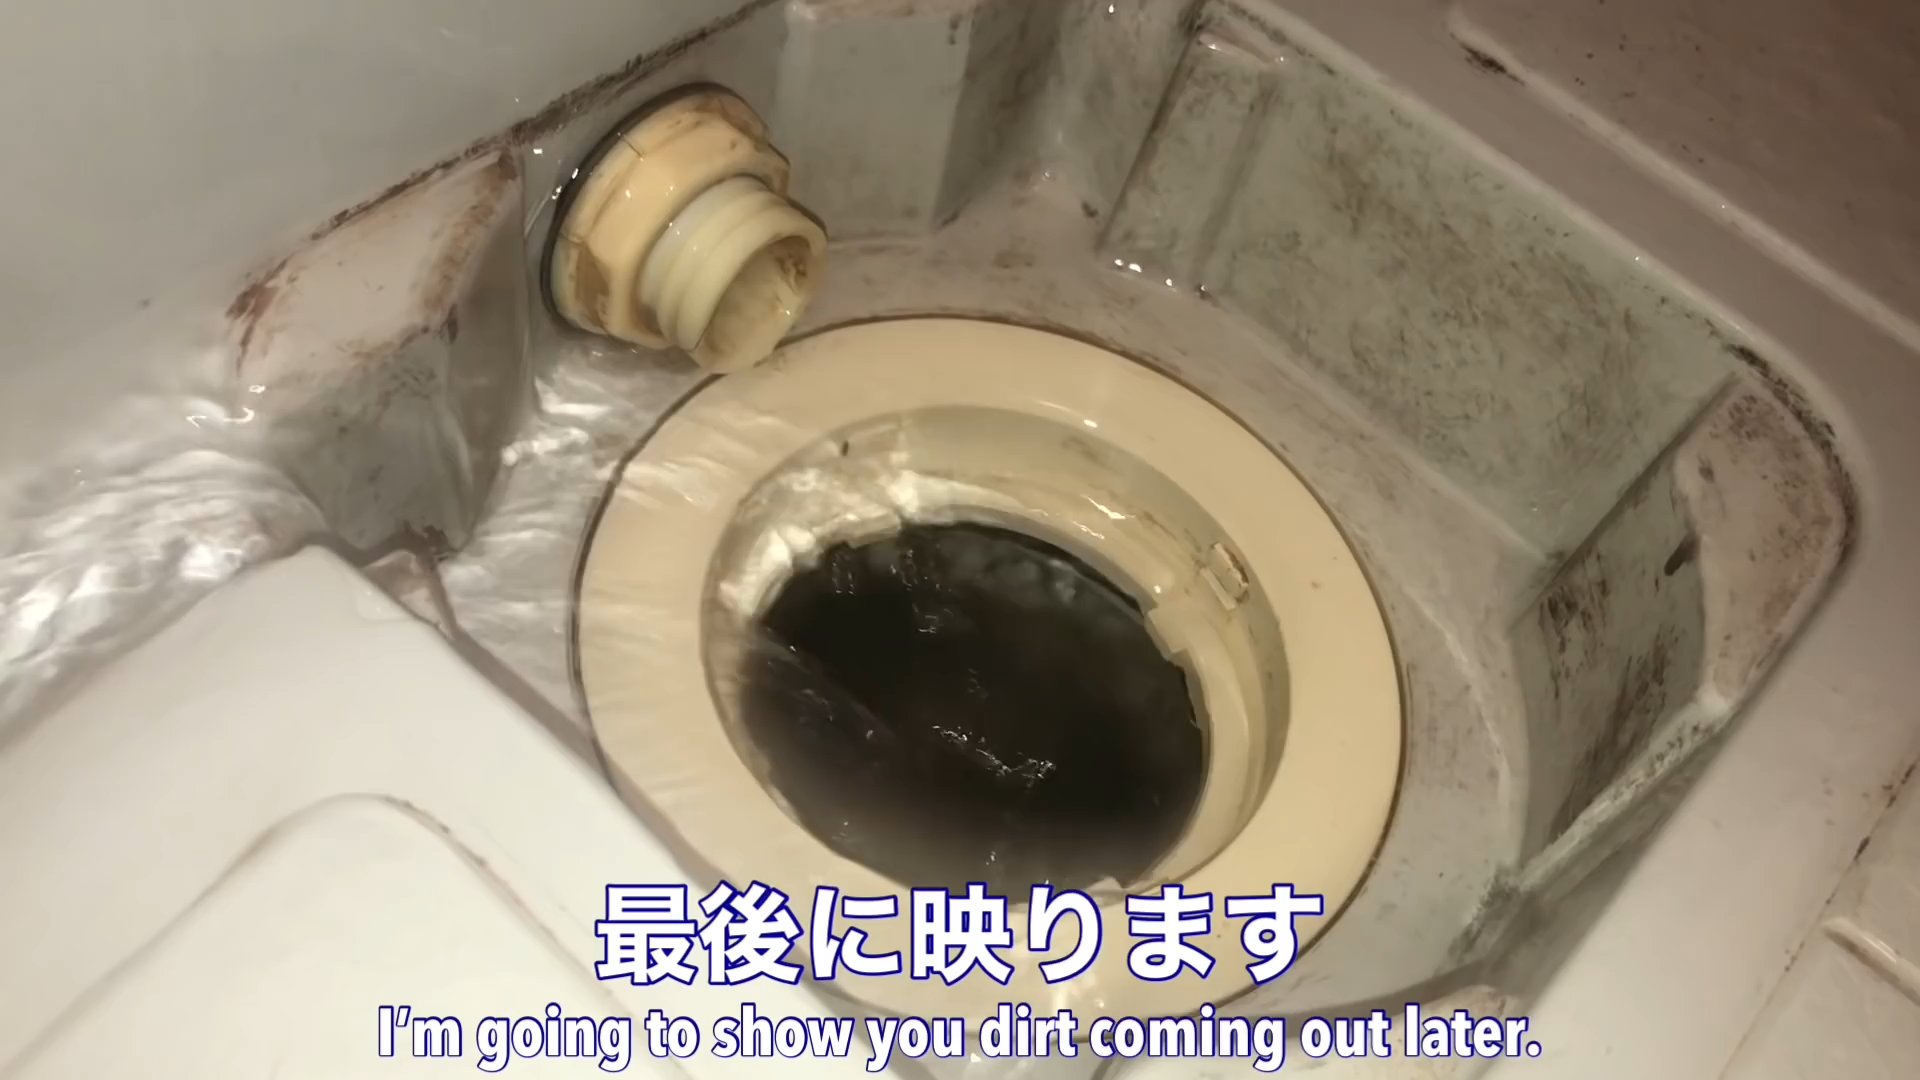 最後に映ります
I'm going to show you dirt coming out later.